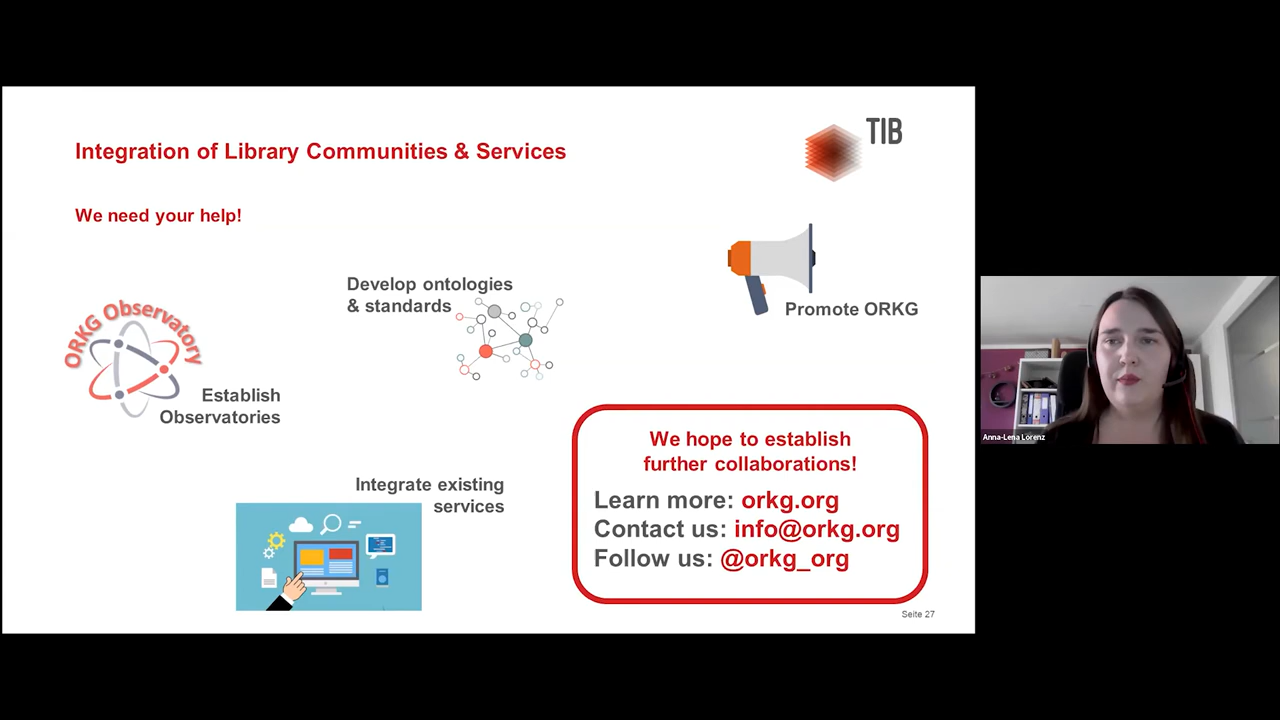 Integration of Library Communities & Services
TIB
We need your help!
Develop ontologies
& standards
Promote ORKG
ORKG Observatory
Establish
Observatories
Integrate existing
services
We hope to establish
further collaborations!
Learn more: orkg.org
Contact us: info@orkg.org
Follow us: @orkg_org
Seite 27
Anna-Lena Lorenz